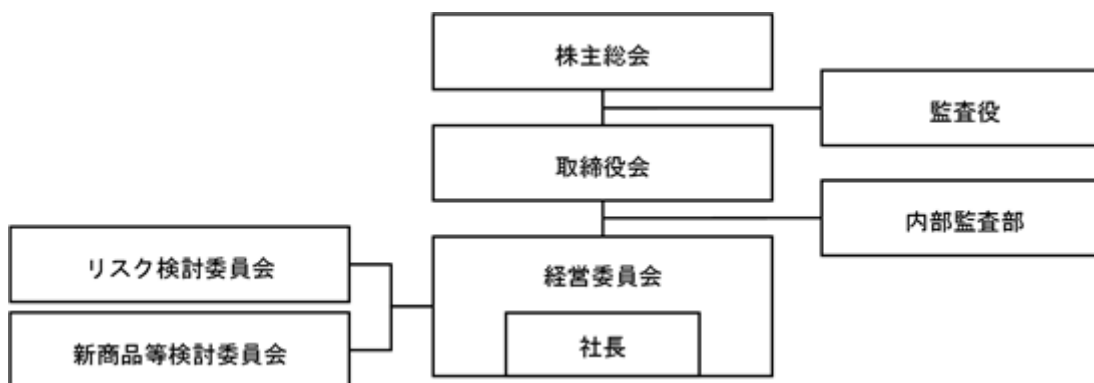 株主総会
監査役
取締役会
内部監査部
リスク検討委員会
経営委員会
新商品等検討委員会
社長